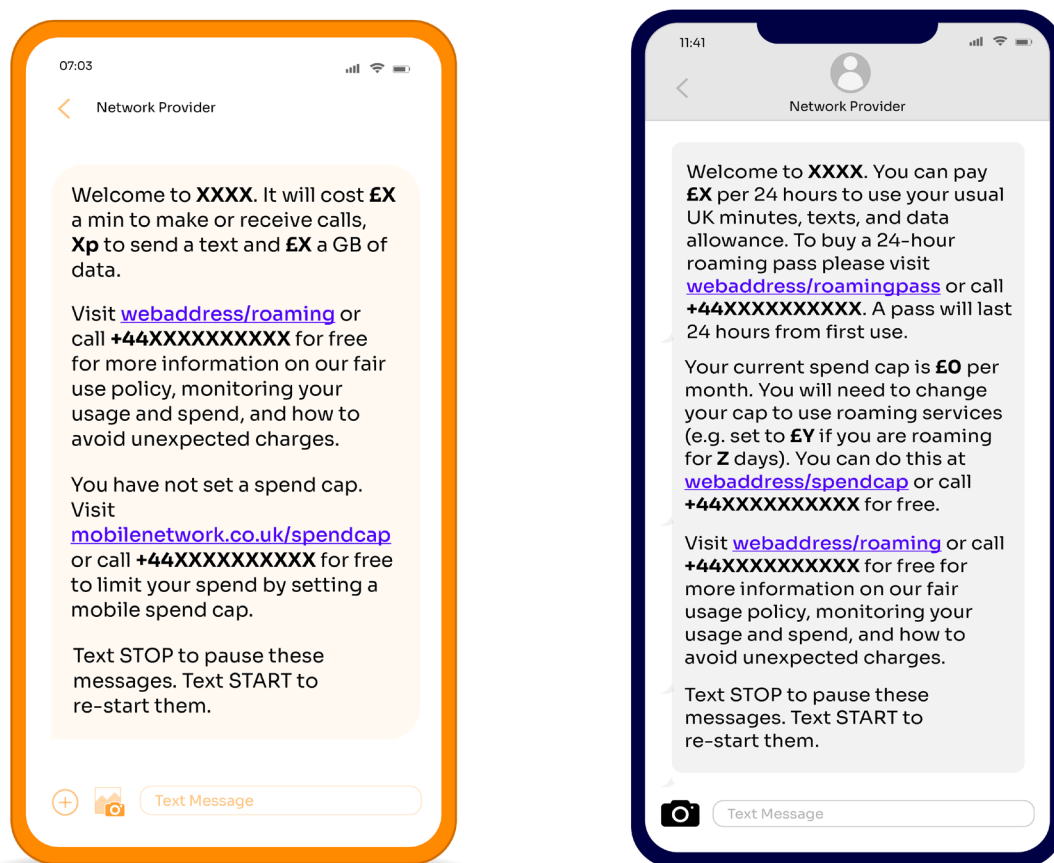 07:03
Network Provider
Welcome to XXXX. It will cost £X
a min to make or receive calls,
Xp to send a text and £X a GB of
data.
Visit webaddress/roaming or
call +44XXXXXXXXXX for free
for more information on our fair
use policy, monitoring your
usage and spend, and how to
avoid unexpected charges.
You have not set a spend cap.
Visit
mobilenetwork.co.uk/spendcap
or call +44XXXXXXXXXX for free
to limit your spend by setting a
mobile spend cap.
Text STOP to pause these
messages. Text START to
re-start them.
Text Message
11:41
Network Provider
Welcome to XXXX. You can pay
£X per 24 hours to use your usual
UK minutes, texts, and data
allowance. To buy a 24-hour
roaming pass please visit
webaddress/roamingpass or call
+44XXXXXXXXXX. A pass will last
24 hours from first use.
Your current spend cap is £0 per
month. You will need to change
your cap to use roaming services
(e.g. set to £Y if you are roaming
for Z days). You can do this at
webaddress/spendcap or call
+44XXXXXXXXXX for free.
Visit webaddress/roaming or call
+44XXXXXXXXXX for free for
more information on our fair
usage policy, monitoring your
usage and spend, and how to
avoid unexpected charges.
Text STOP to pause these
messages. Text START to
re-start them.
Text Message